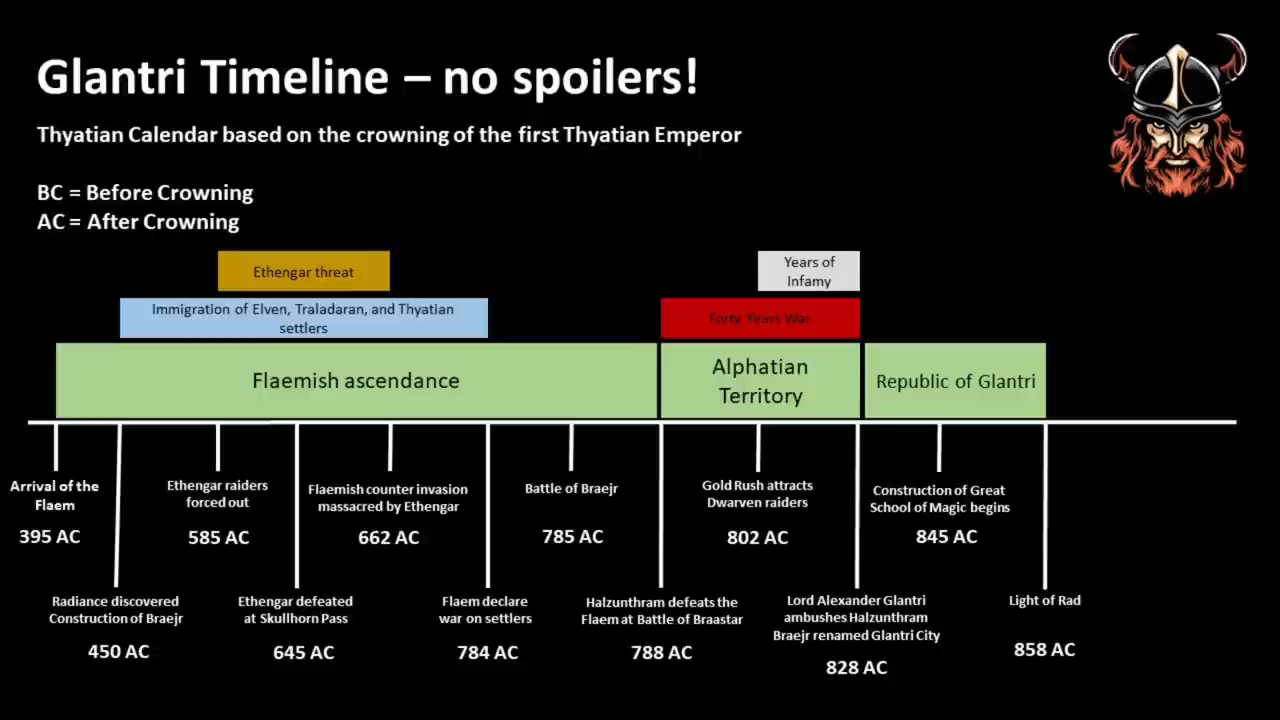 Glantri Timeline – no spoilers!
Thyatian Calendar based on the crowning of the first Thyatian Emperor
BC = Before Crowning
AC = After Crowning
Ethengar threat
Years of
Infamy
Immigration of Elven, Traladaran, and Thyatian
settlers
Forty Years War
Flaemish ascendance
Alphatian
Territory
Republic of Glantri
Arrival of the
Flaem
395 AC
Ethengar raiders
forced out
585 AC
Flaemish counter invasion
massacred by Ethengar
662 AC
Battle of Braejr
785 AC
Gold Rush attracts
Dwarven raiders
802 AC
Construction of Great
School of Magic begins
845 AC
Radiance discovered
Construction of Braejr
450 AC
Ethengar defeated
at Skullhorn Pass
645 AC
Flaem declare
war on settlers
784 AC
Halzunthram defeats the
Flaem at Battle of Braastar
788 AC
Lord Alexander Glantri
ambushes Halzunthram
Braejr renamed Glantri City
828 AC
Light of Rad
858 AC